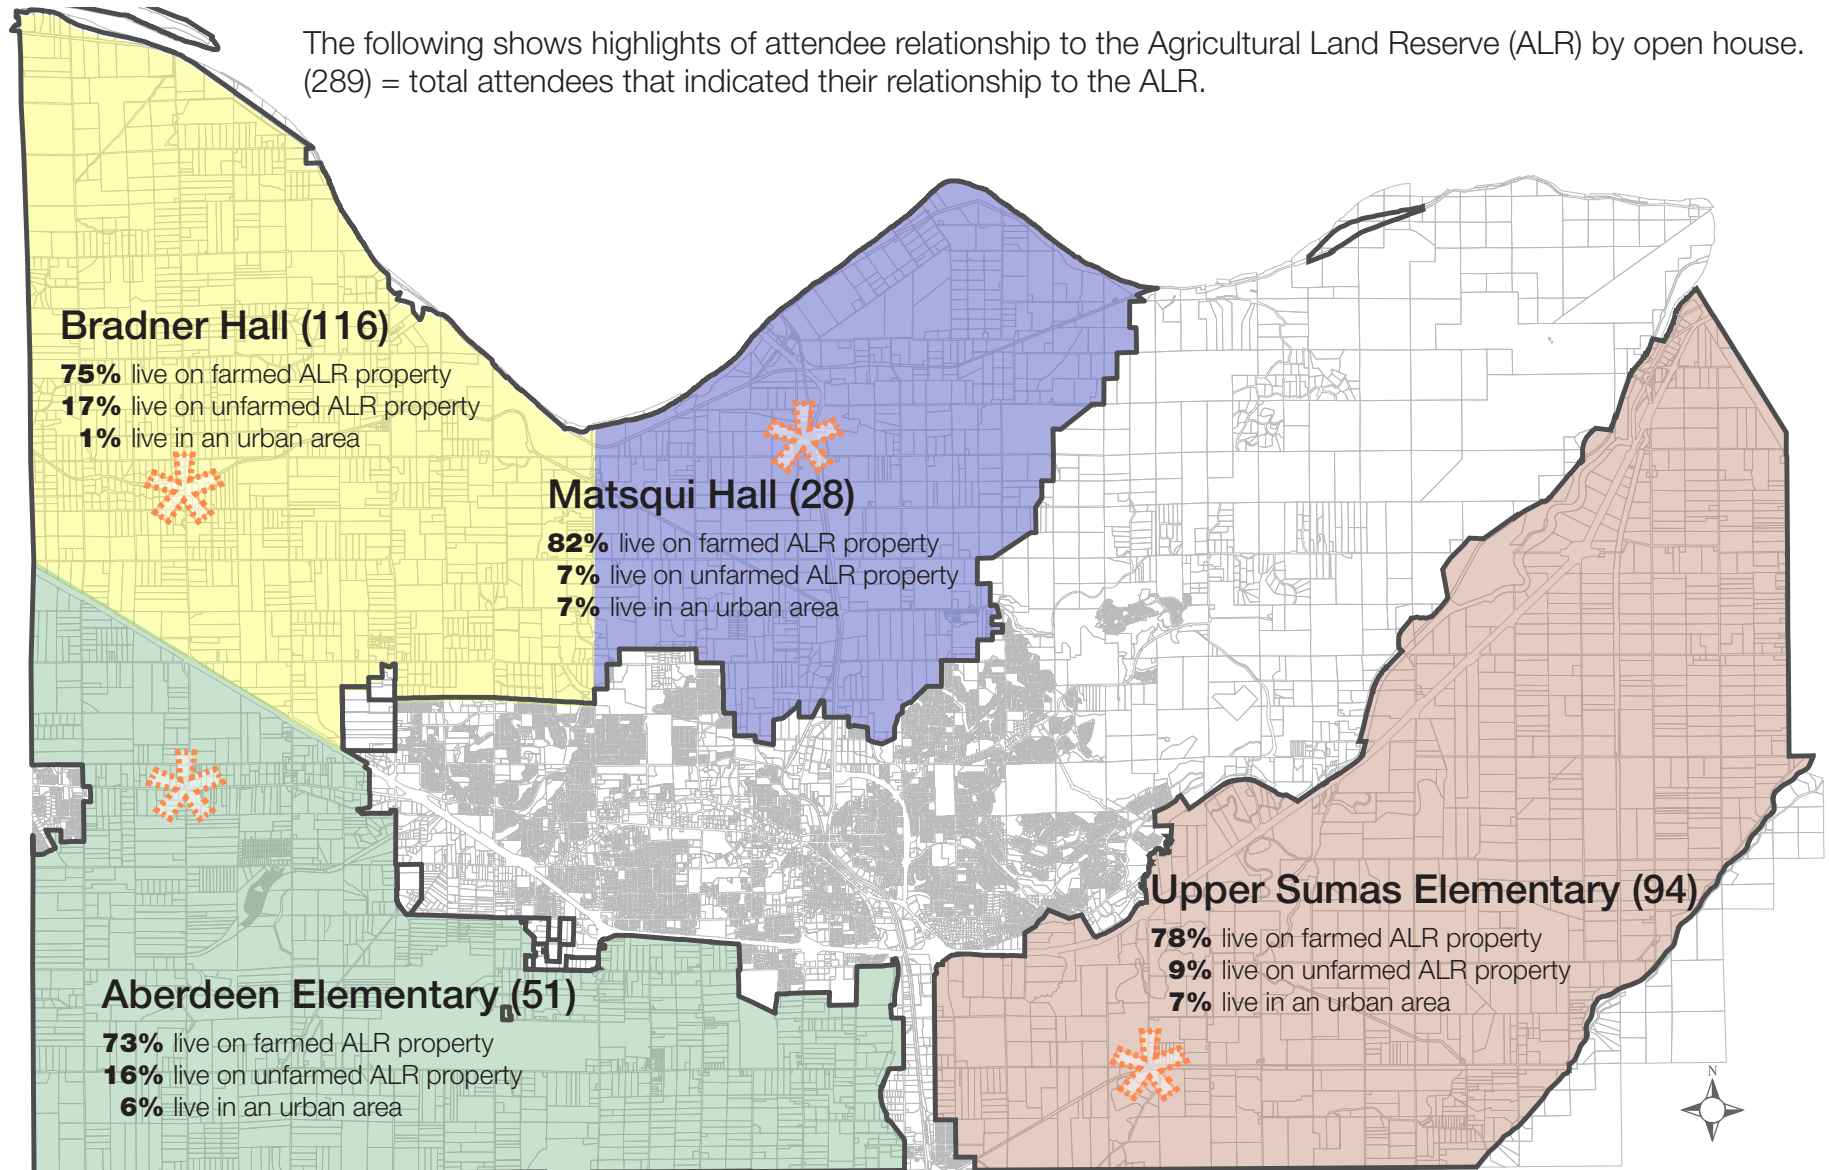 The following shows highlights of attendee relationship to the Agricultural Land Reserve (ALR) by open house.
(289) = total attendees that indicated their relationship to the ALR.
Bradner Hall (116)
75% live on farmed ALR property
17% live on unfarmed ALR property
1% live in an urban area
Matsqui Hall (28)
82% live on farmed ALR property
7% live on unfarmed ALR property
7% live in an urban area
Upper Sumas Elementary (94)
78% live on farmed ALR property
9% live on unfarmed ALR property
7% live in an urban area
Aberdeen Elementary (51)
73% live on farmed ALR property
16% live on unfarmed ALR property
6% live in an urban area
N